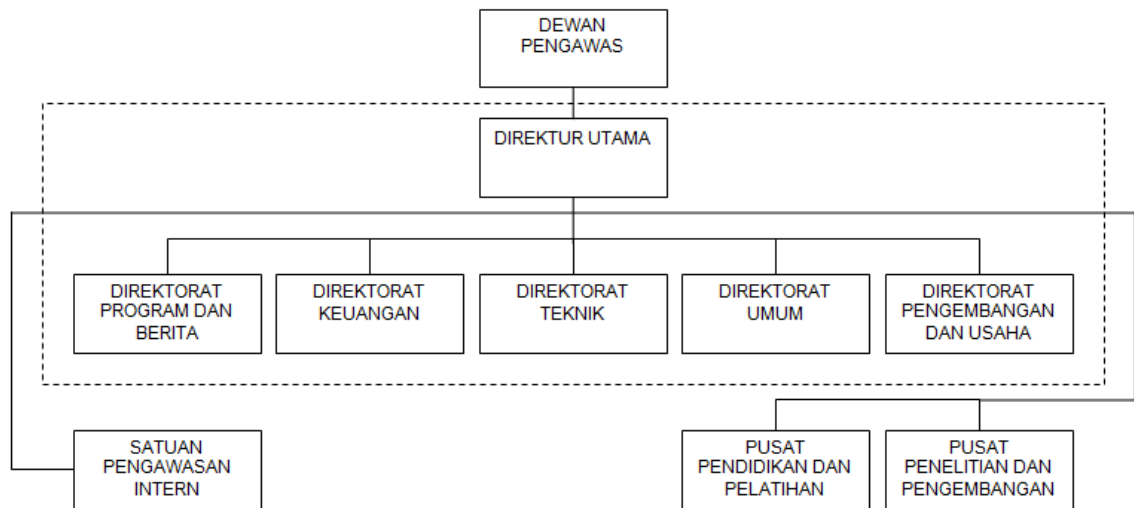 DEWAN
PENGAWAS
DIREKTUR UTAMA
DIREKTORAT
PROGRAM DAN
BERITA
DIREKTORAT
KEUANGAN
DIREKTORAT
TEKNIK
DIREKTORAT
UMUM
DIREKTORAT
PENGEMBANGAN
DAN USAHA
SATUAN
PENGAWASAN
INTERN
PUSAT
PENDIDIKAN DAN
PELATIHAN
PUSAT
PENELITIAN DAN
PENGEMBANGAN